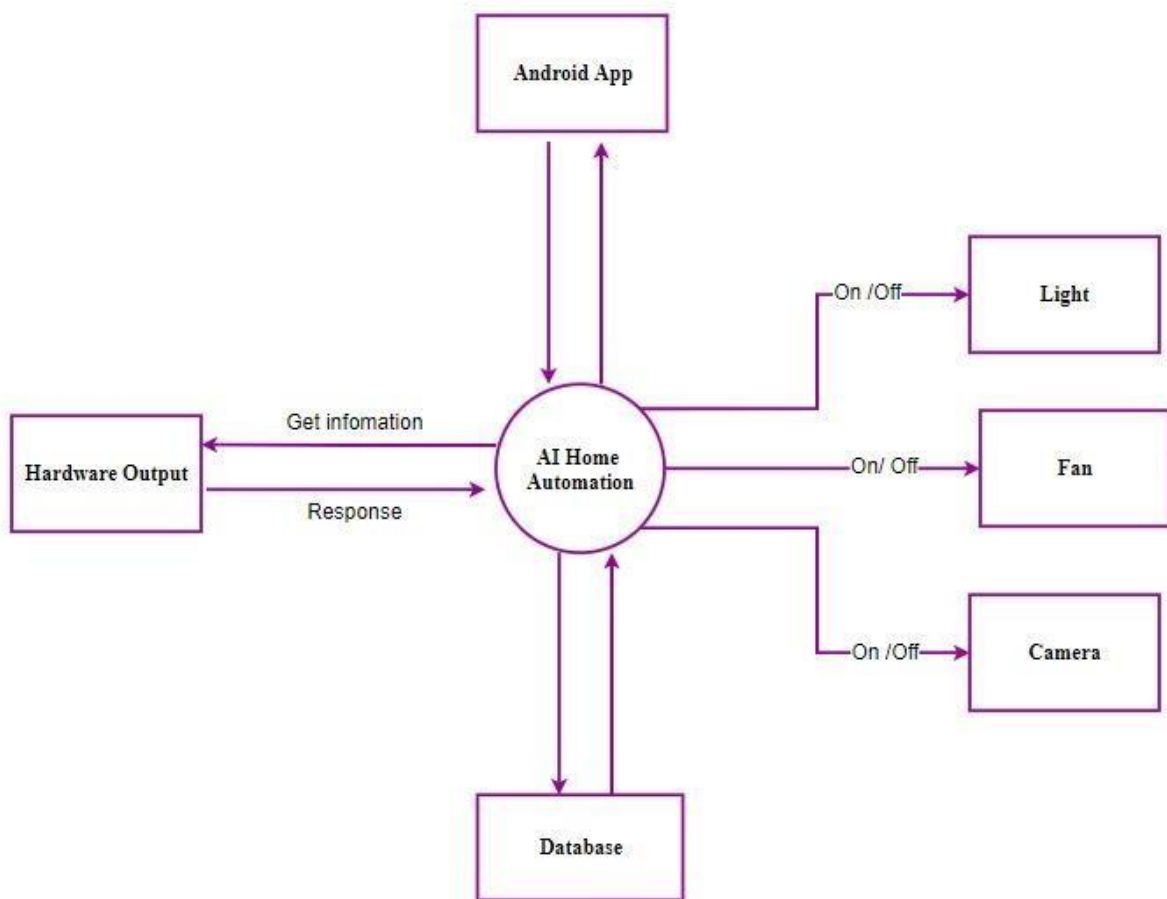 Android App
On /Off
Light
Get infomation
Hardware Output
Response
AI Home
Automation
On/ Off
Fan
On /Off
Camera
Database